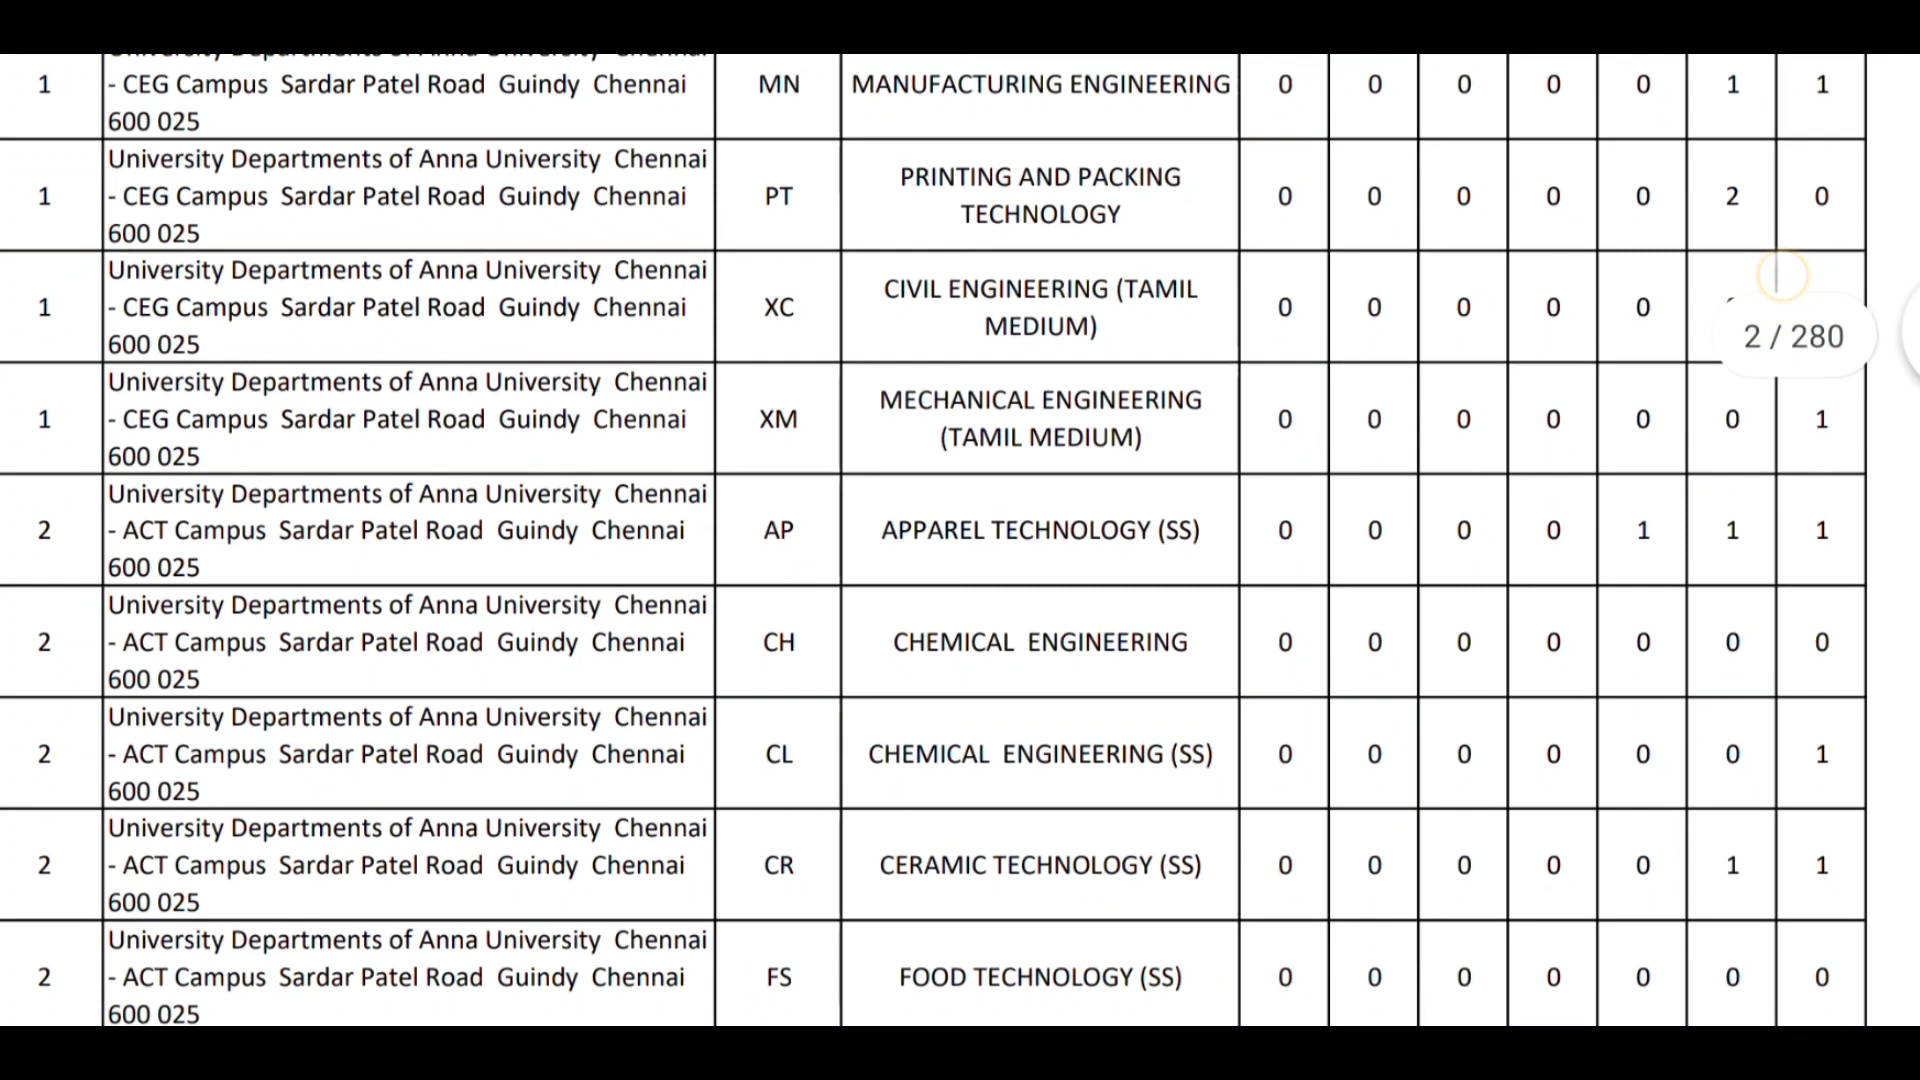 University Departments of Anna University  Chennai
1 - CEG Campus  Sardar Patel Road  Guindy  Chennai MN MANUFACTURING ENGINEERING 0 0 0 0 0 1 1
600 025
University Departments of Anna University  Chennai
PRINTING AND PACKING
1 - CEG Campus  Sardar Patel Road  Guindy  Chennai PT 0 0 0 0 0 2 0
TECHNOLOGY
600 025
University Departments of Anna University  Chennai
CIVIL ENGINEERING (TAMIL
1 - CEG Campus  Sardar Patel Road  Guindy  Chennai XC 0 0 0 0 0
MEDIUM)
2 / 280
600 025
University Departments of Anna University  Chennai
MECHANICAL ENGINEERING
1 - CEG Campus  Sardar Patel Road  Guindy  Chennai XM 0 0 0 0 0 0 1
(TAMIL MEDIUM)
600 025
University Departments of Anna University  Chennai
2 - ACT Campus  Sardar Patel Road  Guindy  Chennai AP APPAREL TECHNOLOGY (SS) 0 0 0 0 1 1 1
600 025
University Departments of Anna University  Chennai
2 - ACT Campus  Sardar Patel Road  Guindy  Chennai CH CHEMICAL  ENGINEERING 0 0 0 0 0 0 0
600 025
University Departments of Anna University  Chennai
2 - ACT Campus  Sardar Patel Road  Guindy  Chennai CL CHEMICAL  ENGINEERING (SS) 0 0 0 0 0 0 1
600 025
University Departments of Anna University  Chennai
2 - ACT Campus  Sardar Patel Road  Guindy  Chennai CR CERAMIC TECHNOLOGY (SS) 0 0 0 0 0 1 1
600 025
University Departments of Anna University  Chennai
2 - ACT Campus  Sardar Patel Road  Guindy  Chennai FS FOOD TECHNOLOGY (SS) 0 0 0 0 0 0 0
600 025